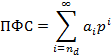 ПФС = ∑_{i=n_d}^{∞} a_i p^i